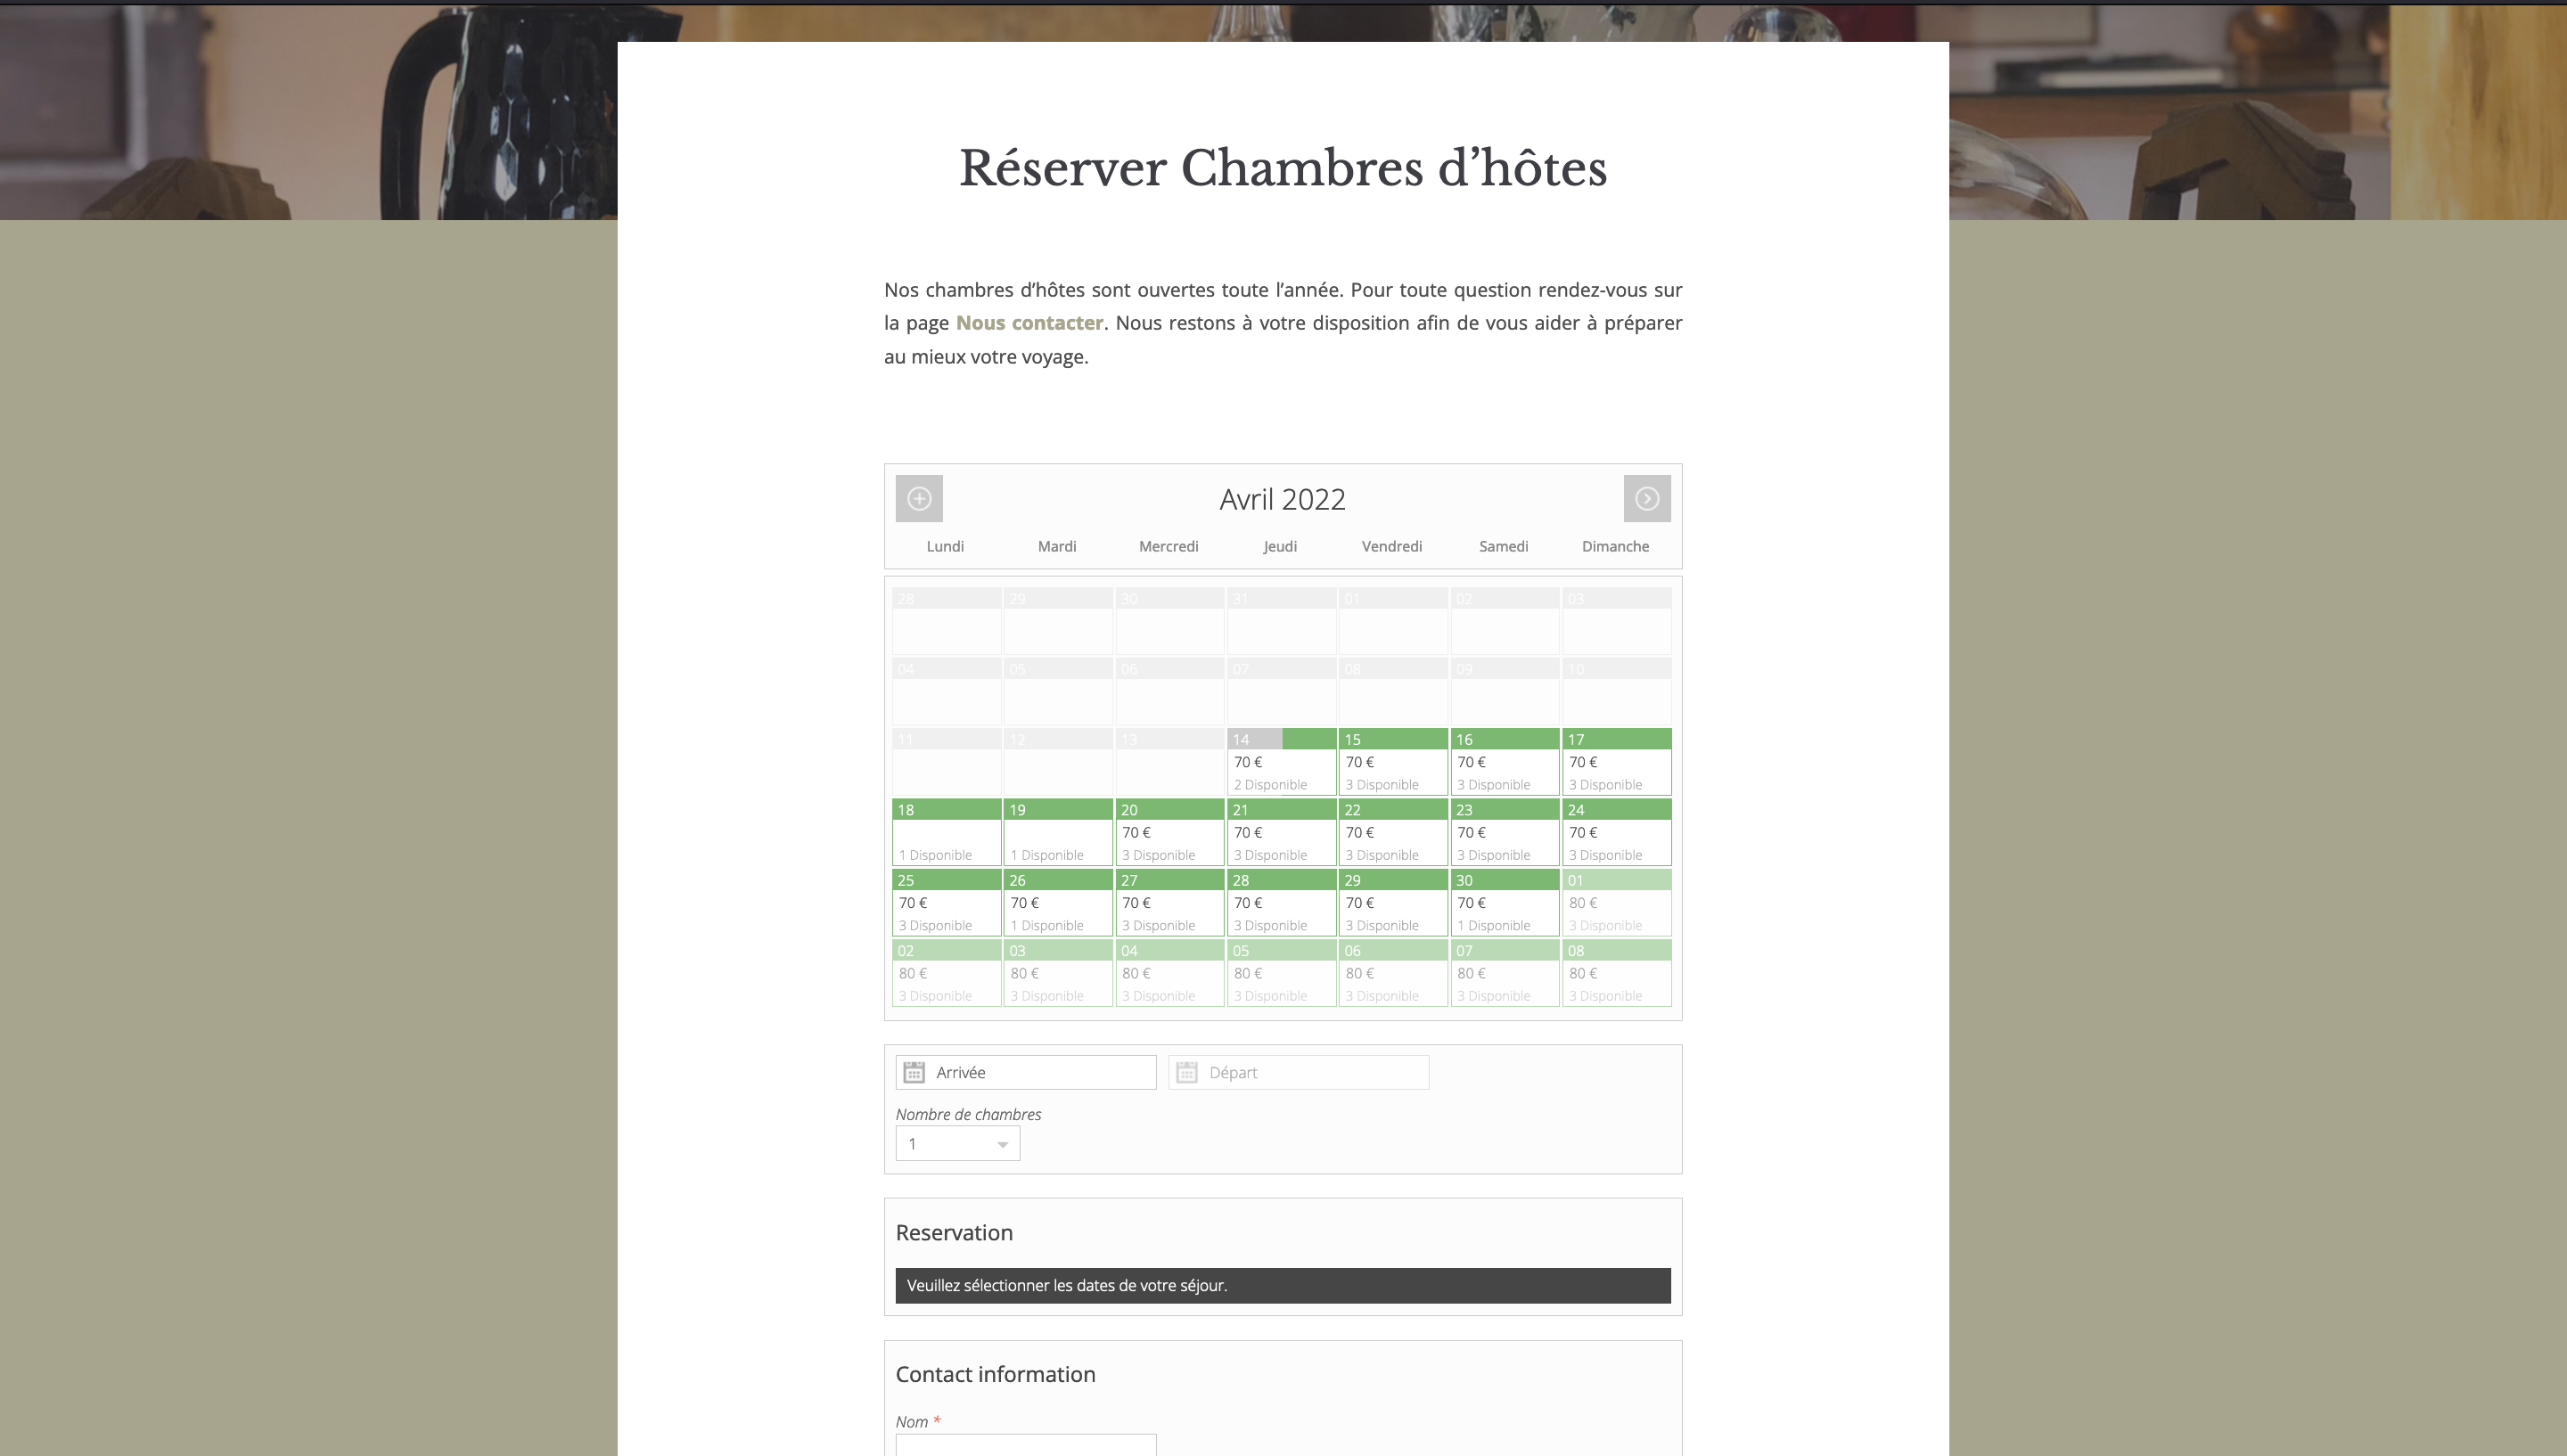 Réserver Chambres d’hôtes
Nos chambres d’hôtes sont ouvertes toute l’année. Pour toute question rendez-vous sur
la page Nous contacter. Nous restons à votre disposition afin de vous aider à préparer
au mieux votre voyage.
Avril 2022
Lundi Mardi Mercredi Jeudi Vendredi Samedi Dimanche
28 29 30 31 01 02 03
04 05 06 07 08 09 10
11 12 13 14 15 16 17
70 € 70 € 70 € 70 €
2 Disponible 3 Disponible 3 Disponible 3 Disponible
18 19 20 21 22 23 24
70 € 70 € 70 € 70 € 70 €
1 Disponible 1 Disponible 3 Disponible 3 Disponible 3 Disponible 3 Disponible 3 Disponible
25 26 27 28 29 30 01
70 € 70 € 70 € 70 € 70 € 70 € 80 €
3 Disponible 1 Disponible 3 Disponible 3 Disponible 3 Disponible 1 Disponible 3 Disponible
02 03 04 05 06 07 08
80 € 80 € 80 € 80 € 80 € 80 € 80 €
3 Disponible 3 Disponible 3 Disponible 3 Disponible 3 Disponible 3 Disponible 3 Disponible
Arrivée Départ
Nombre de chambres
1
Reservation
Veuillez sélectionner les dates de votre séjour.
Contact information
Nom *